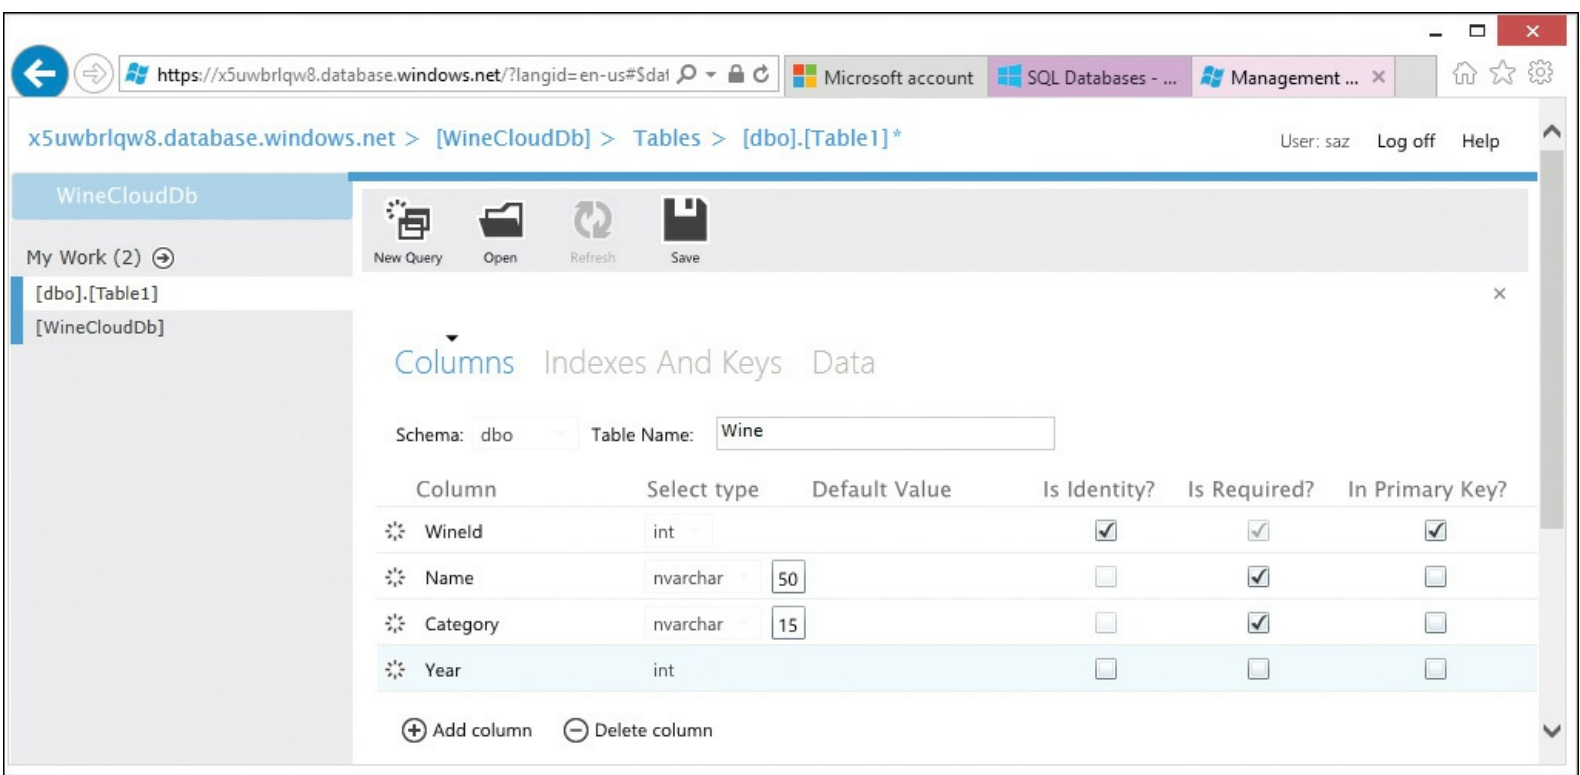 https://x5uwbrlqw8.database.windows.net/?langid=en-us#$dat
Microsoft account
SQL Databases - ...
Management ...
x5uwbrlqw8.database.windows.net > [WineCloudDb] > Tables > [dbo].[Table1]*
User: saz Log off Help
WineCloudDb
My Work (2)
[dbo].[Table1]
[WineCloudDb]
New Query Open Refresh Save
Columns Indexes And Keys Data
Schema: dbo Table Name: Wine
Column Select type Default Value Is Identity? Is Required? In Primary Key?
WineId int
Name nvarchar 50
Category nvarchar 15
Year int
Add column Delete column